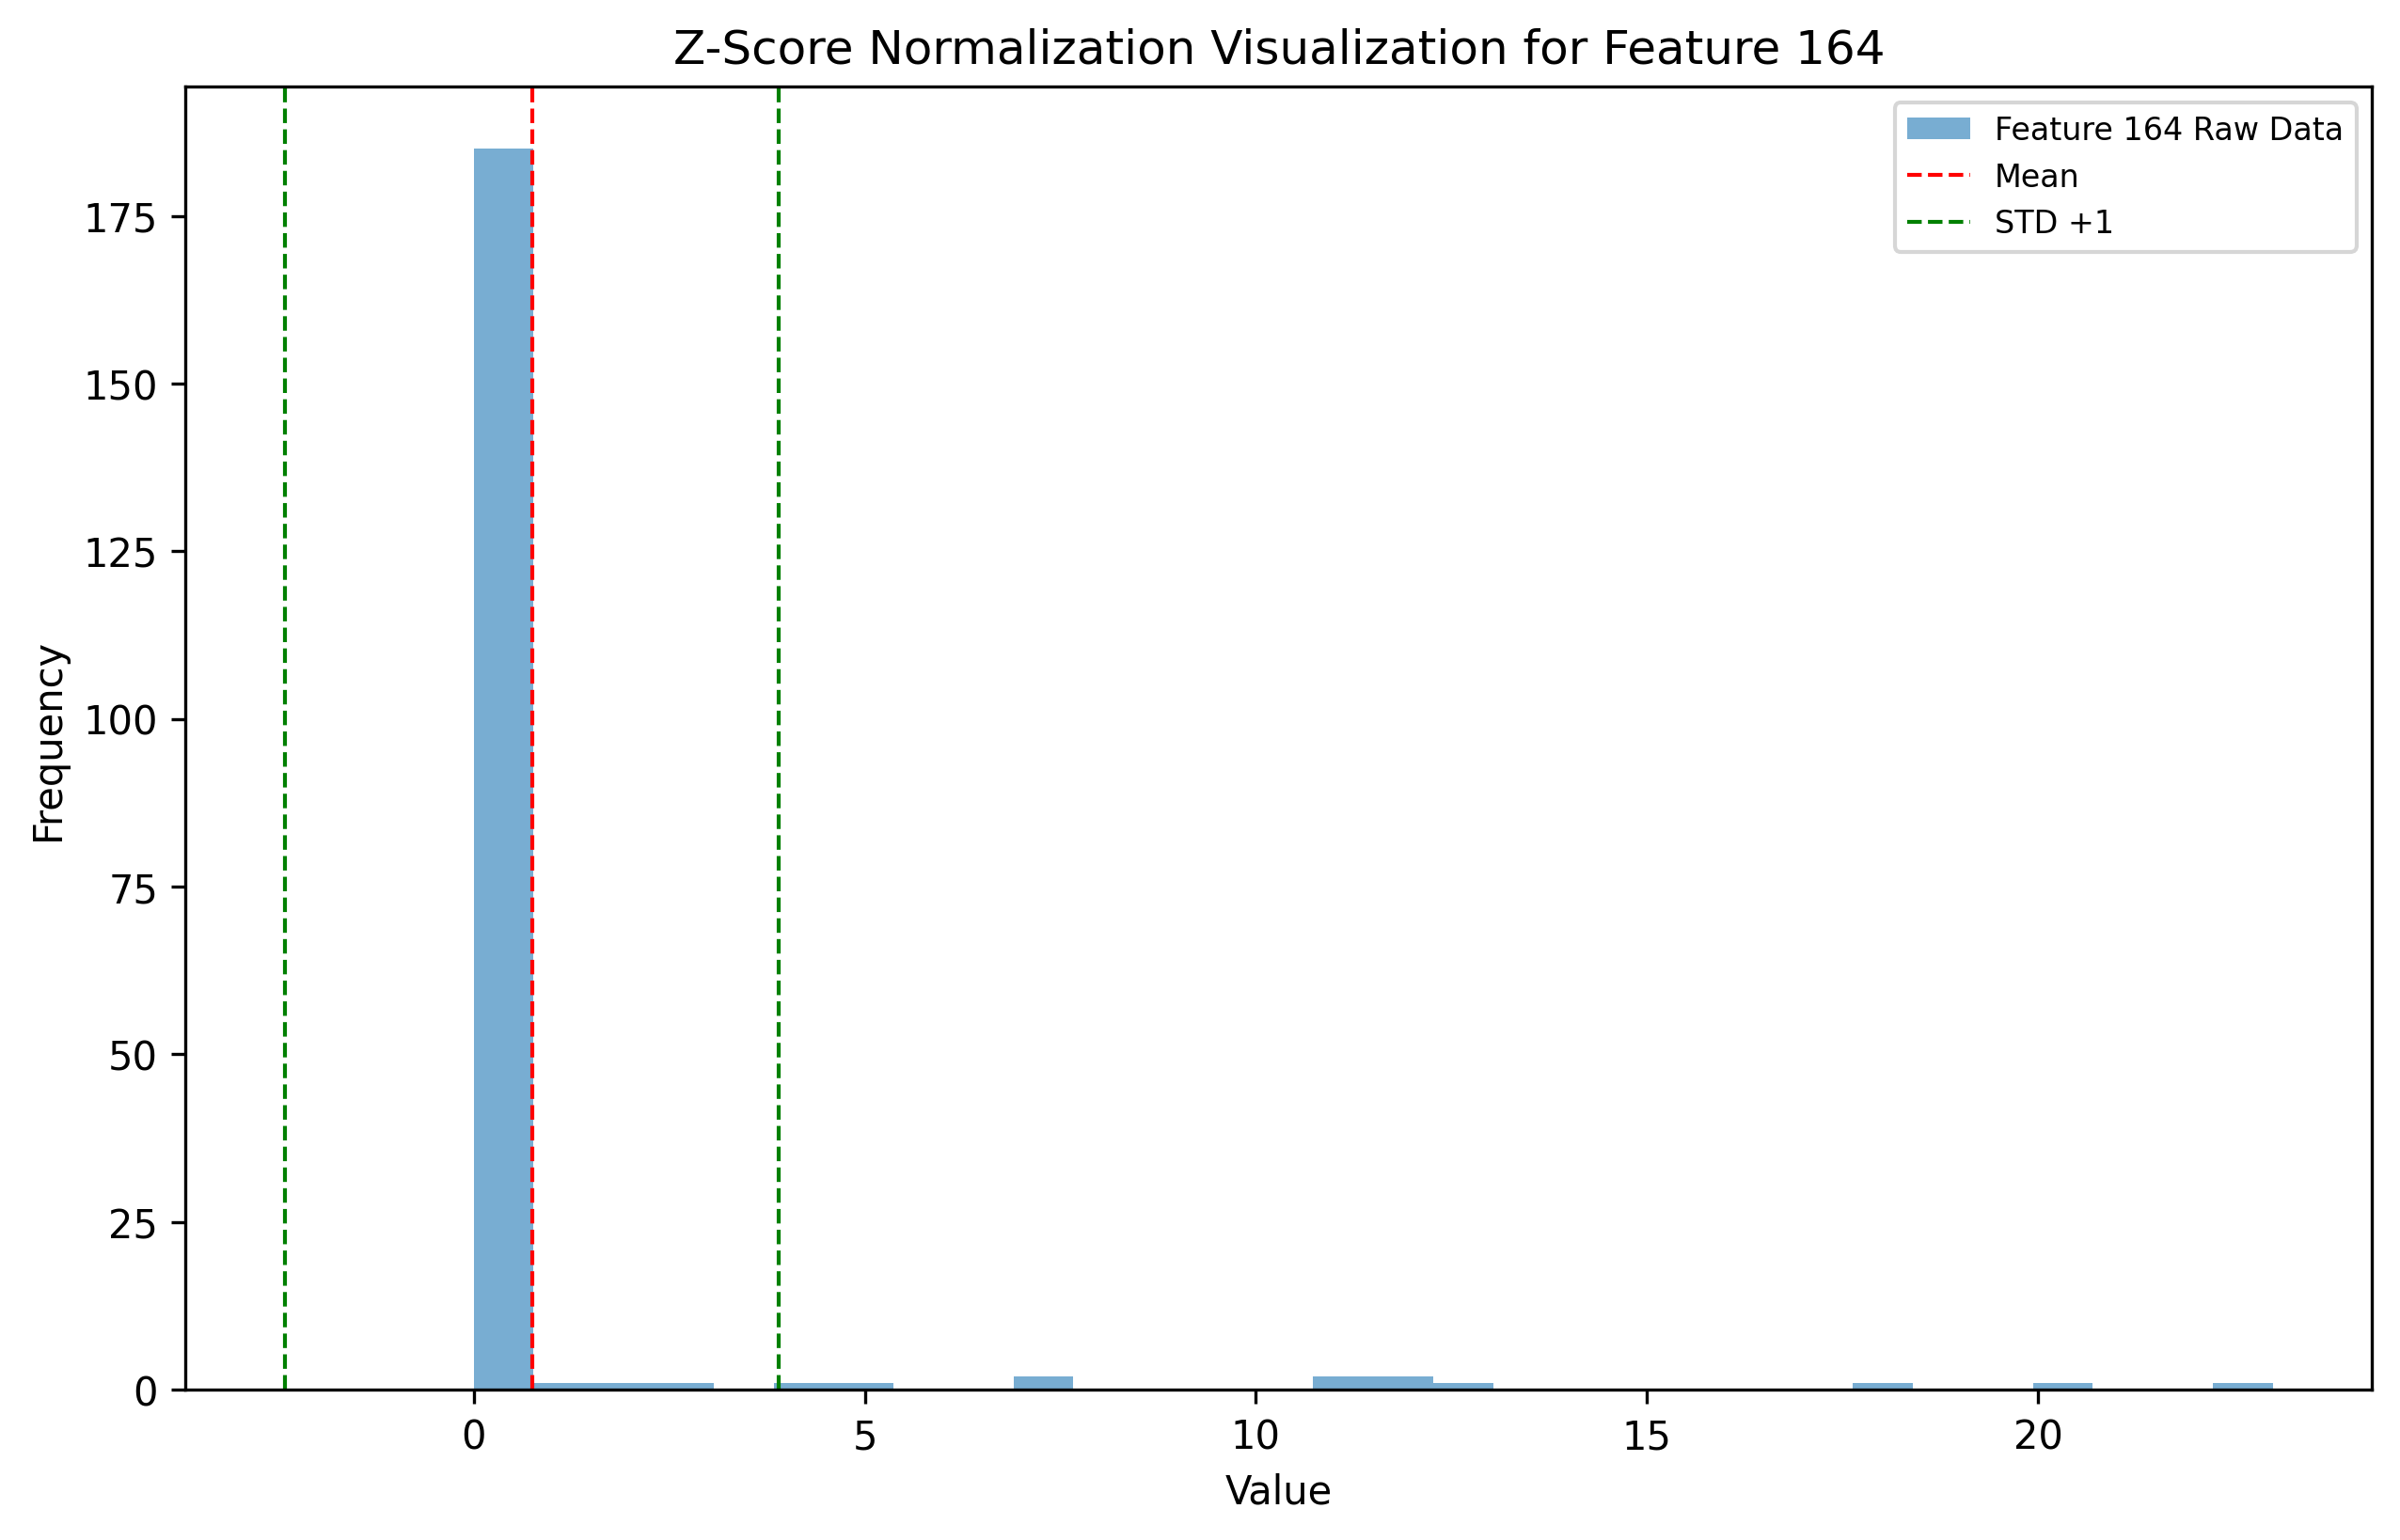 Z-Score Normalization Visualization for Feature 164
Feature 164 Raw Data
Mean
STD +1
175
150
125
100
75
50
25
0
Frequency
0 5 10 15 20
Value